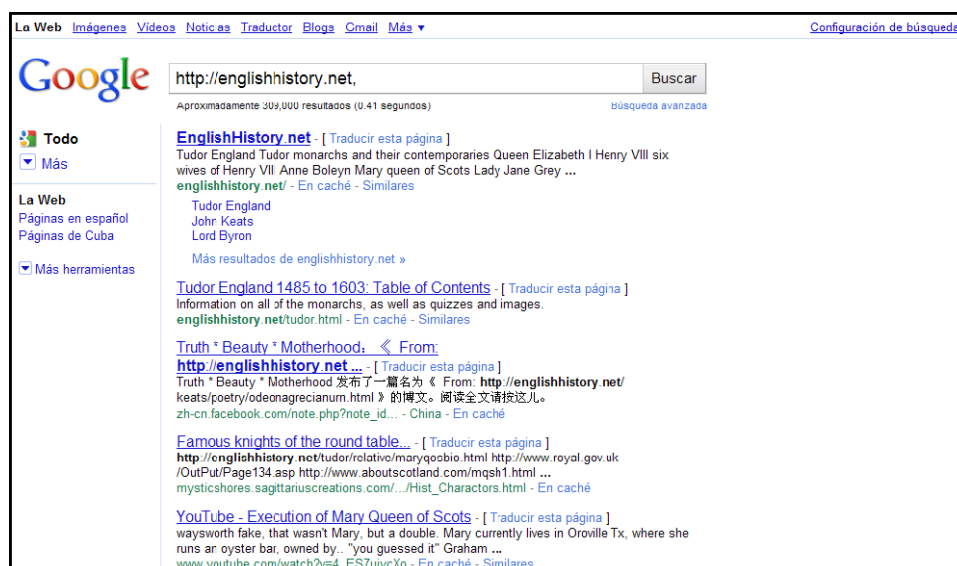 La Web Imágenes Vídeos Noticias Traductor Blogs Gmail Más ▼ Configuración de búsqueda
Google http://englishhistory.net, Buscar
Aproximadamente 309,000 resultados (0.41 segundos) Búsqueda avanzada
Todo
Más
La Web
Páginas en español
Páginas de Cuba
Más herramientas
EnglishHistory.net - [ Traducir esta página ]
Tudor England Tudor monarchs and their contemporaries Queen Elizabeth I Henry VIII six
wives of Henry VIII Anne Boleyn Mary queen of Scots Lady Jane Grey ...
englishhistory.net/ - En caché - Similares
Tudor England
John Keats
Lord Byron
Más resultados de englishhistory.net »
Tudor England 1485 to 1603: Table of Contents - [ Traducir esta página ]
Information on all of the monarchs, as well as quizzes and images.
englishhistory.net/tudor.html - En caché - Similares
Truth * Beauty * Motherhood: 《 From:
http://englishhistory.net ... - [ Traducir esta página ]
Truth * Beauty * Motherhood 发布了一篇名为《 From: http://englishhistory.net/
keats/poetry/odeonagrecianurn.html 》的博文。阅读全文请按这儿。
zh-cn.facebook.com/note.php?note_id... - China - En caché
Famous knights of the round table... - [ Traducir esta página ]
http://englishhistory.net/tudor/relative/maryqosbio.html http://www.royal.gov.uk
/OutPut/Page134.asp http://www.aboutscotland.com/mqsh1.html ...
mysticshores.sagittariuscreations.com/.../Hist_Charactors.html - En caché
YouTube - Execution of Mary Queen of Scots - [ Traducir esta página ]
waysworth fake, that wasn't Mary, but a double. Mary currently lives in Oroville Tx, where she
runs an oyster bar, owned by.. "you guessed it" Graham ...
- En caché - Similares